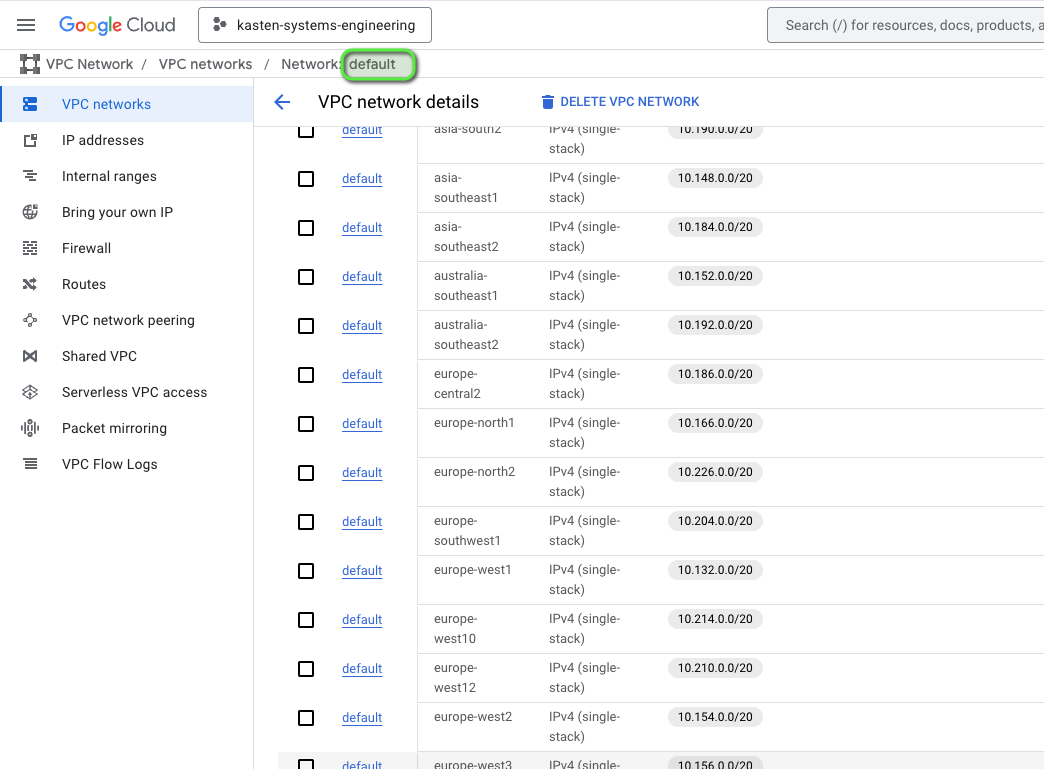 Google Cloud
kasten-systems-engineering
Search (/) for resources, docs, products, a
VPC Network / VPC networks / Network: default
VPC networks
IP addresses
Internal ranges
Bring your own IP
Firewall
Routes
VPC network peering
Shared VPC
Serverless VPC access
Packet mirroring
VPC Flow Logs
VPC network details
DELETE VPC NETWORK
default asia-south2 IPv4 (single- 10.190.0.0/20
stack)
default asia- IPv4 (single- 10.148.0.0/20
southeast1 stack)
default asia- IPv4 (single- 10.184.0.0/20
southeast2 stack)
default australia- IPv4 (single- 10.152.0.0/20
southeast1 stack)
default australia- IPv4 (single- 10.192.0.0/20
southeast2 stack)
default europe- IPv4 (single- 10.186.0.0/20
central2 stack)
default europe-north1 IPv4 (single- 10.166.0.0/20
stack)
default europe-north2 IPv4 (single- 10.226.0.0/20
stack)
default europe- IPv4 (single- 10.204.0.0/20
southwest1 stack)
default europe-west1 IPv4 (single- 10.132.0.0/20
stack)
default europe- IPv4 (single- 10.214.0.0/20
west10 stack)
default europe- IPv4 (single- 10.210.0.0/20
west12 stack)
default europe-west2 IPv4 (single- 10.154.0.0/20
stack)
default europe-west3 IPv4 (single- 10.156.0.0/20